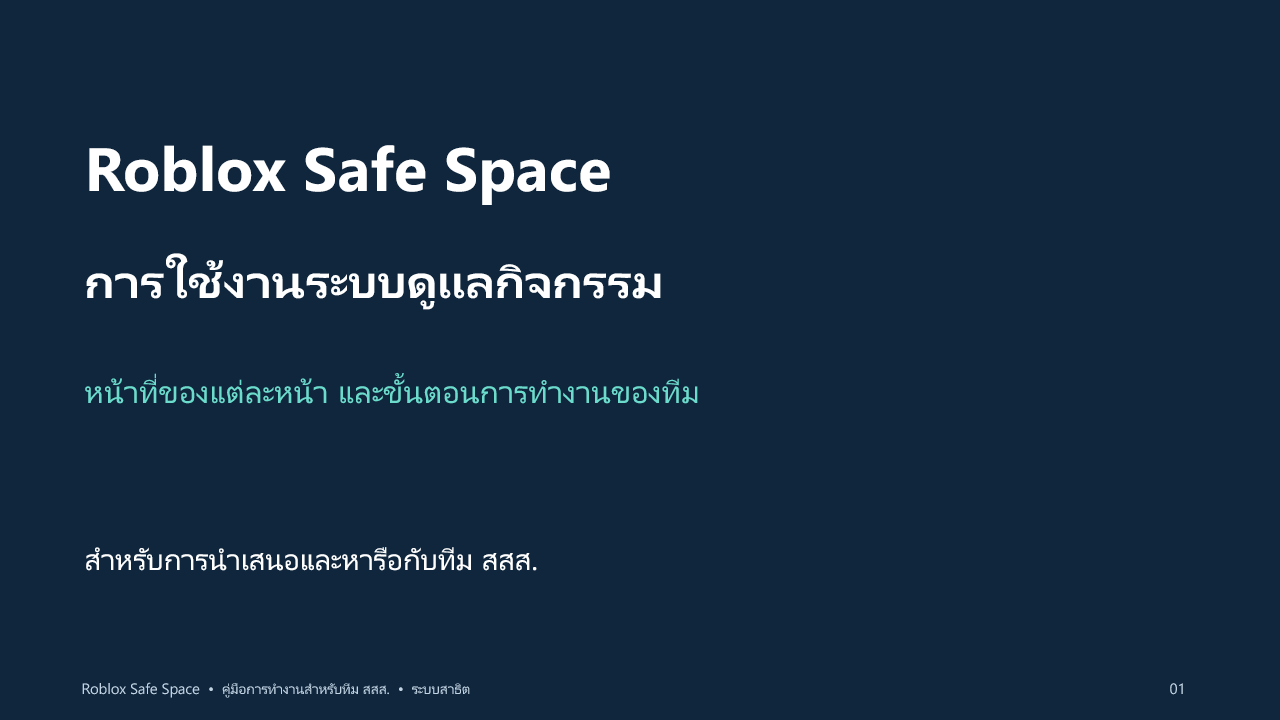 Roblox Safe Space
การใช้งานระบบดูแลกิจกรรม
หน้าที่ของแต่ละหน้า และขั้นตอนการทำงานของทีม
สำหรับการนำเสนอและหารือกับทีม สสส.
Roblox Safe Space • คู่มือการทำงานสำหรับทีม สสส. • ระบบสาธิต
01